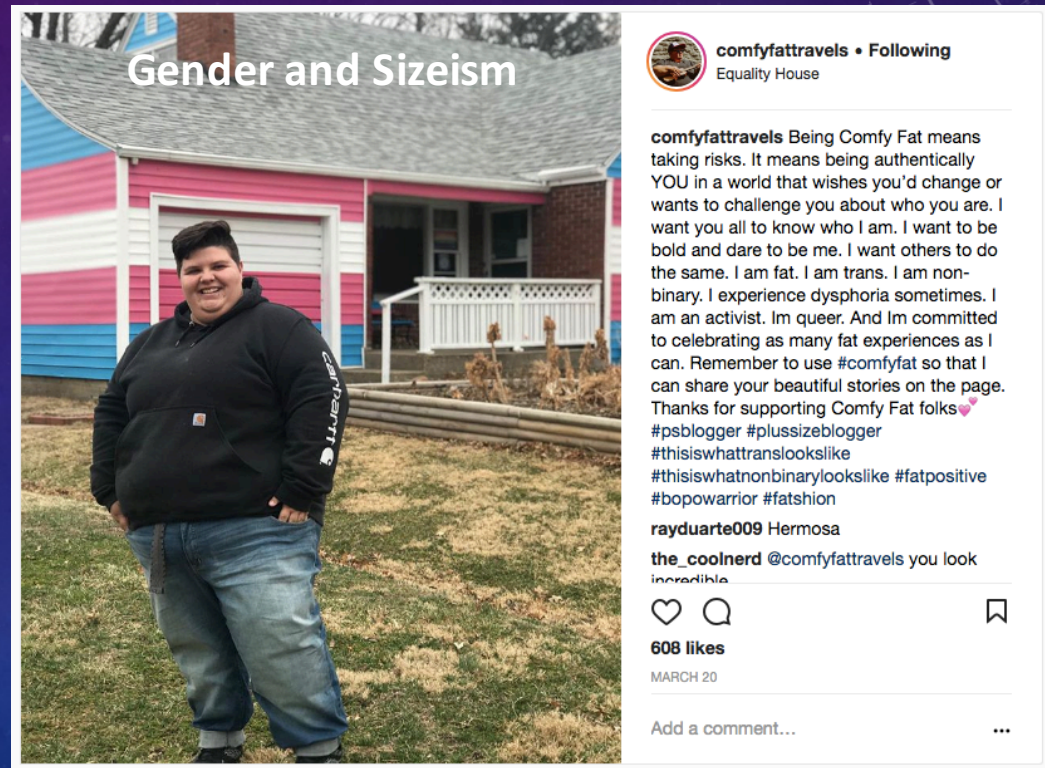 Gender and Sizeism
carhartt
comfyfattravels • Following
Equality House
comfyfattravels Being Comfy Fat means
taking risks. It means being authentically
YOU in a world that wishes you'd change or
wants to challenge you about who you are. I
want you all to know who I am. I want to be
bold and dare to be me. I want others to do
the same. I am fat. I am trans. I am non-
binary. I experience dysphoria sometimes. I
am an activist. Im queer. And Im committed
to celebrating as many fat experiences as I
can. Remember to use #comfyfat so that I
can share your beautiful stories on the page.
Thanks for supporting Comfy Fat folks💕
#psblogger #plussizeblogger
#thisiswhattranslookslike
#thisiswhatnonbinarylookslike #fatpositive
#bopowarrior #fatshion
rayduarte009 Hermosa
the_coolnerd @comfyfattravels you look
incredible
608 likes
MARCH 20
Add a comment...